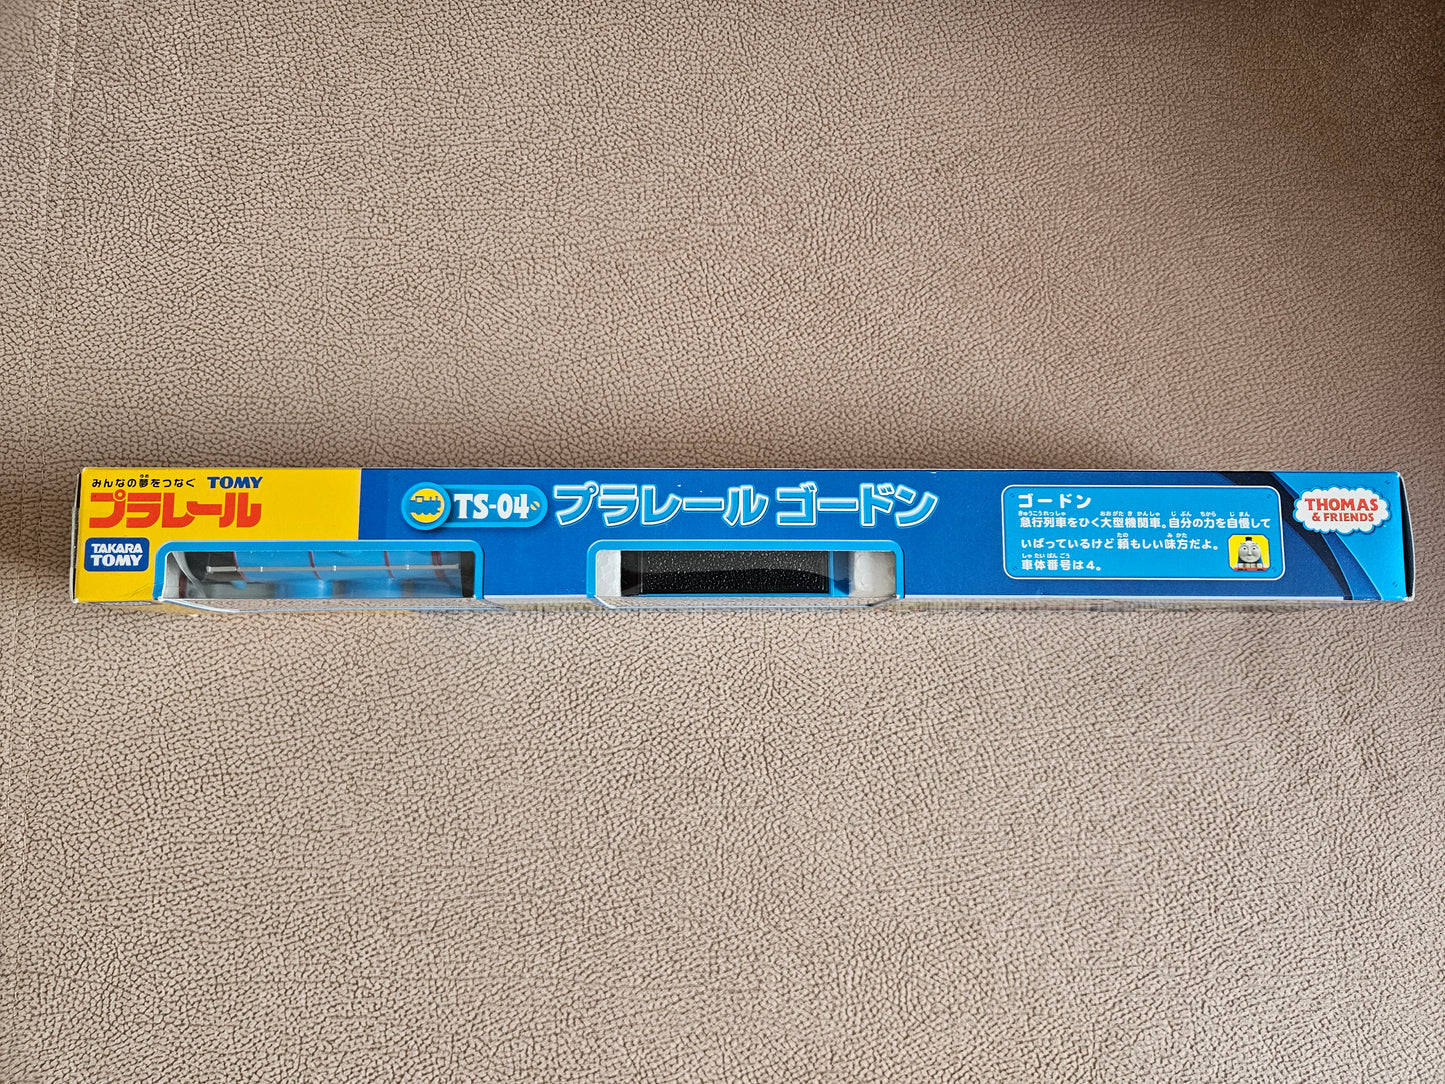 みんなの夢をつなぐ TOMY
プラレール
TAKARA
TOMY
TS-04
プラレール ゴードン
ゴードン
急行列車をひく大型機関車。自分の力を自慢して
いばっているけど頼もしい味方だよ。
車体番号は4。
THOMAS
& FRIENDS